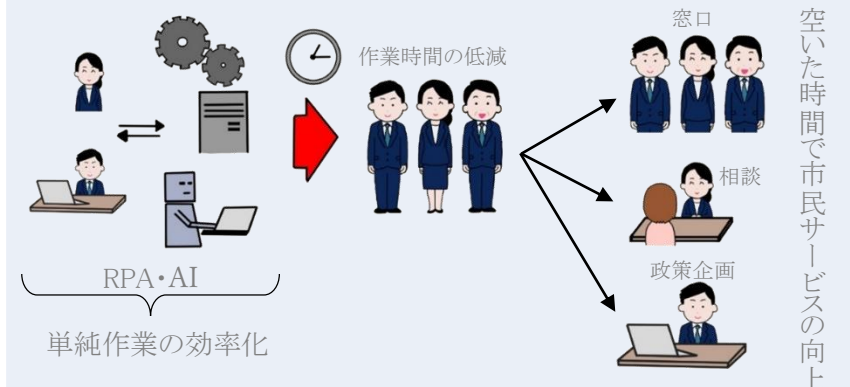 作業時間の低減
RPA・AI
単純作業の効率化
窓口
相談
政策企画
空いた時間で市民サービスの向上